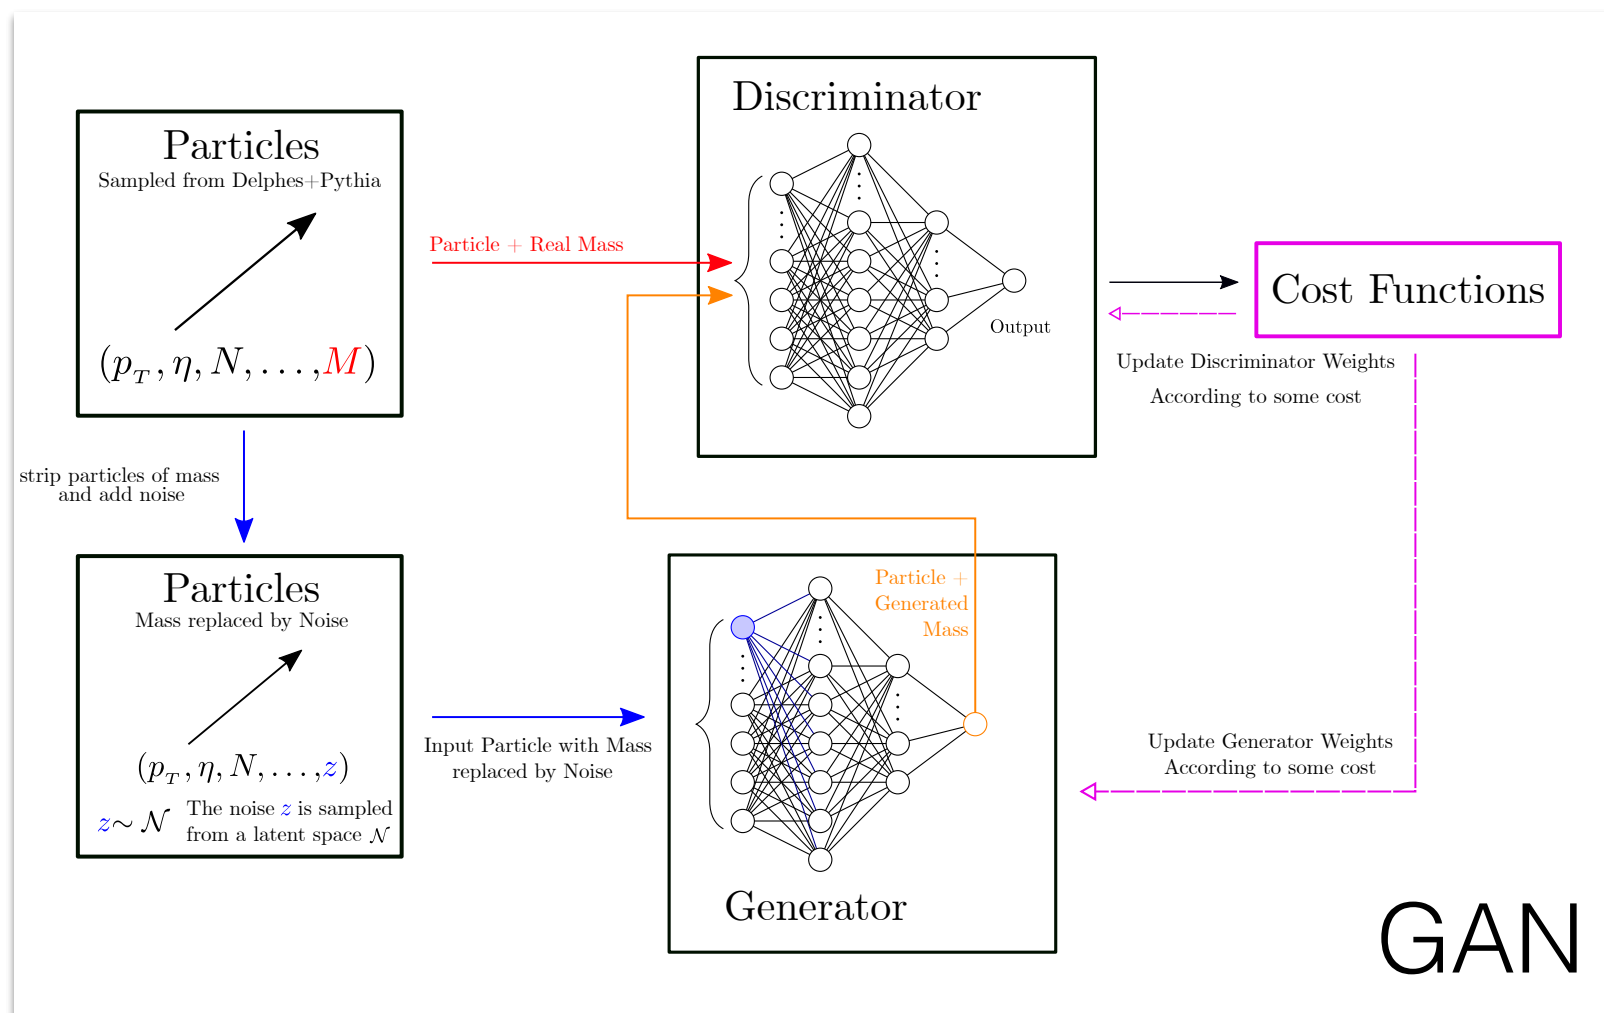 Particles
Sampled from Delphes+Pythia
(p_T, η, N, . . . ,M)
strip particles of mass
and add noise
Particles
Mass replaced by Noise
(p_T, η, N, . . . ,z)
z∼ 𝒩
The noise z is sampled
from a latent space 𝒩
Particle + Real Mass
Input Particle with Mass
replaced by Noise
Discriminator
Output
Particle +
Generated
Mass
Generator
Cost Functions
Update Discriminator Weights
According to some cost
Update Generator Weights
According to some cost
GAN